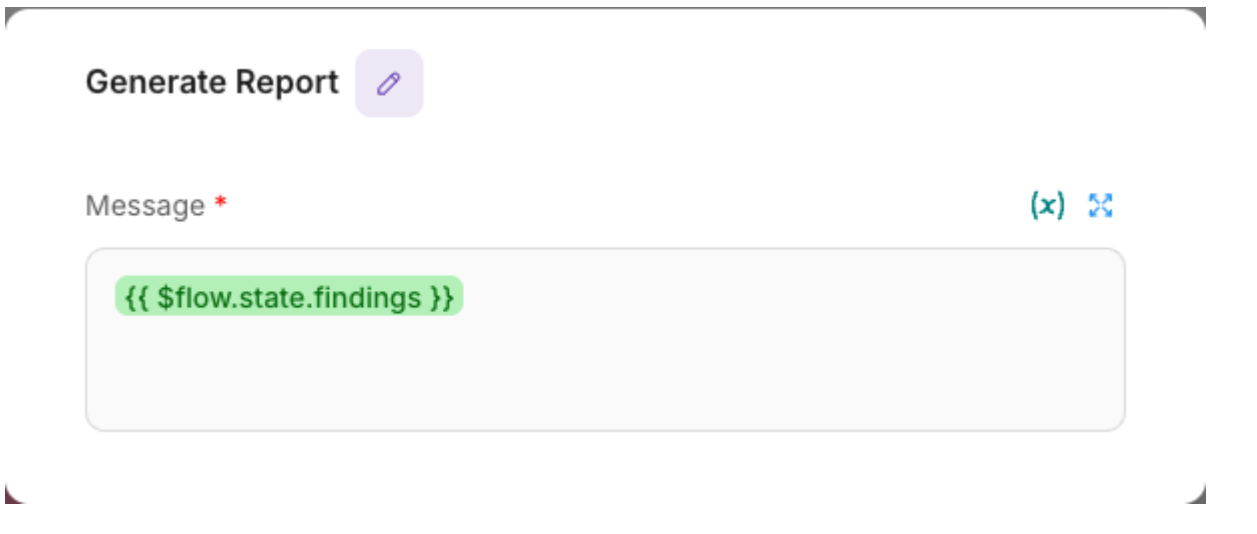 Generate Report
Message *
(x)
{{ $flow.state.findings }}